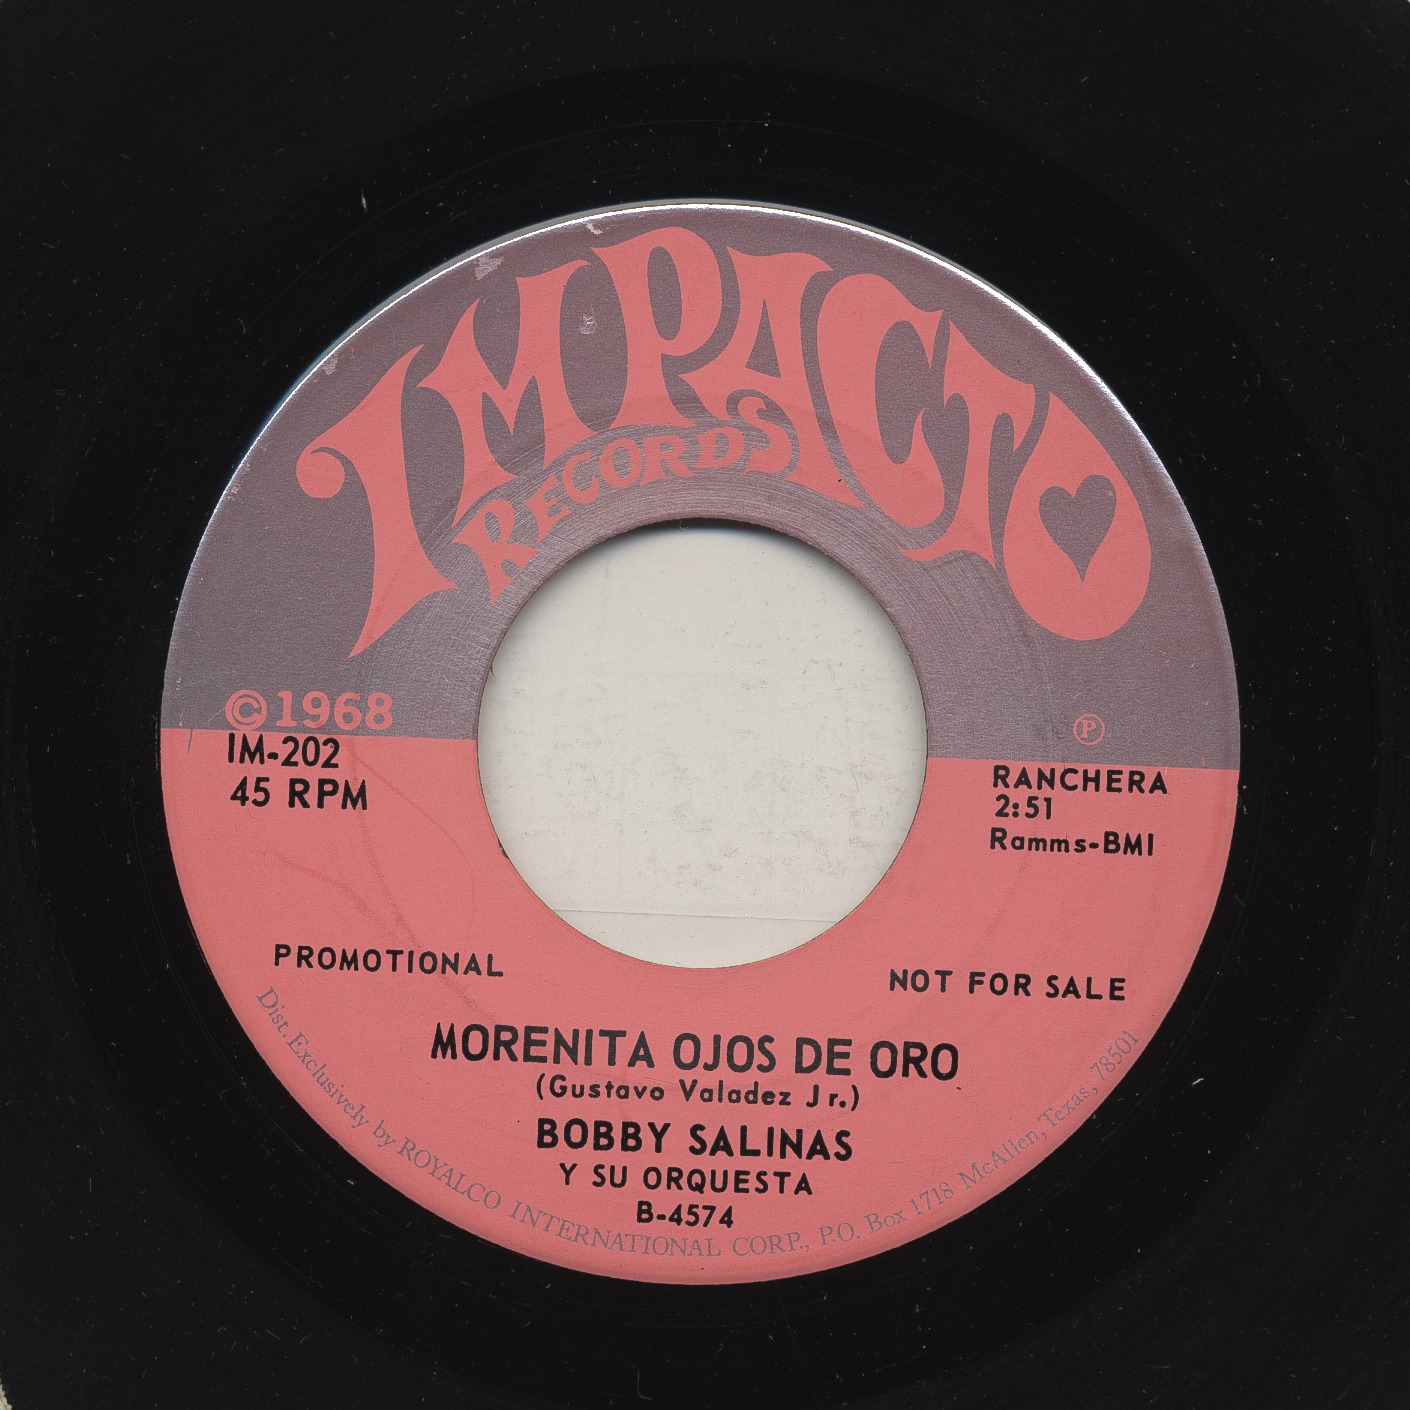 IMPACTO
RECORDS
©1968
℗
IM-202
45 RPM
RANCHERA
2:51
Ramms-BMI
PROMOTIONAL
NOT FOR SALE
MORENITA OJOS DE ORO
(Gustavo Valadez Jr.)
BOBBY SALINAS
Y SU ORQUESTA
B-4574
Dist. Exclusively by ROYALCO INTERNATIONAL CORP., P.O. Box 1718 McAllen, Texas, 78501